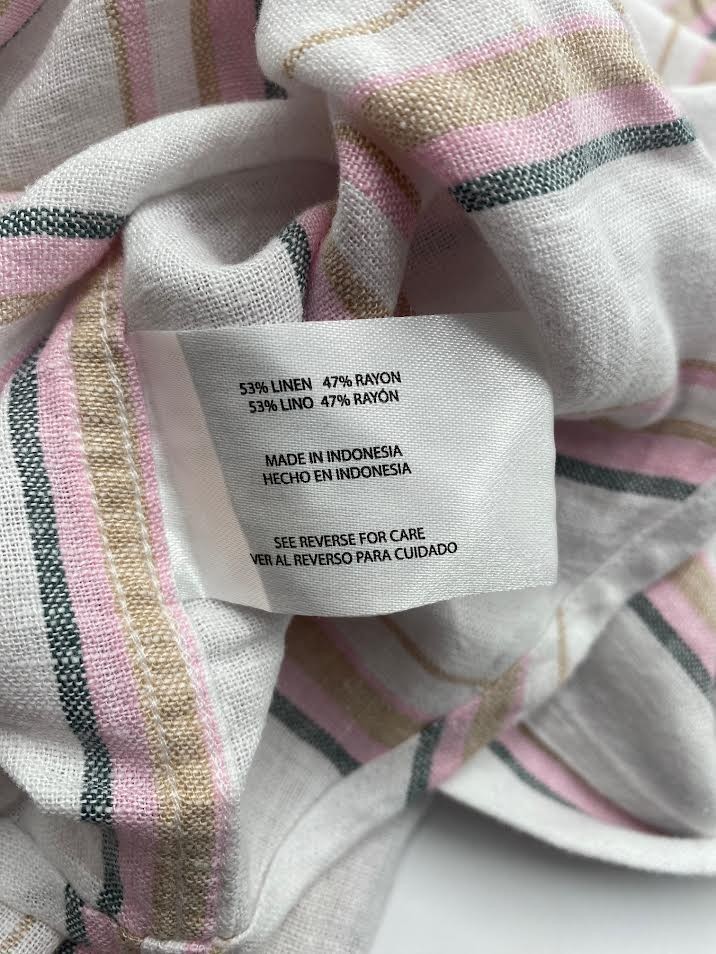 53% LINEN 47% RAYON
53% LINO 47% RAYÓN
MADE IN INDONESIA
HECHO EN INDONESIA
SEE REVERSE FOR CARE
VER AL REVERSO PARA CUIDADO